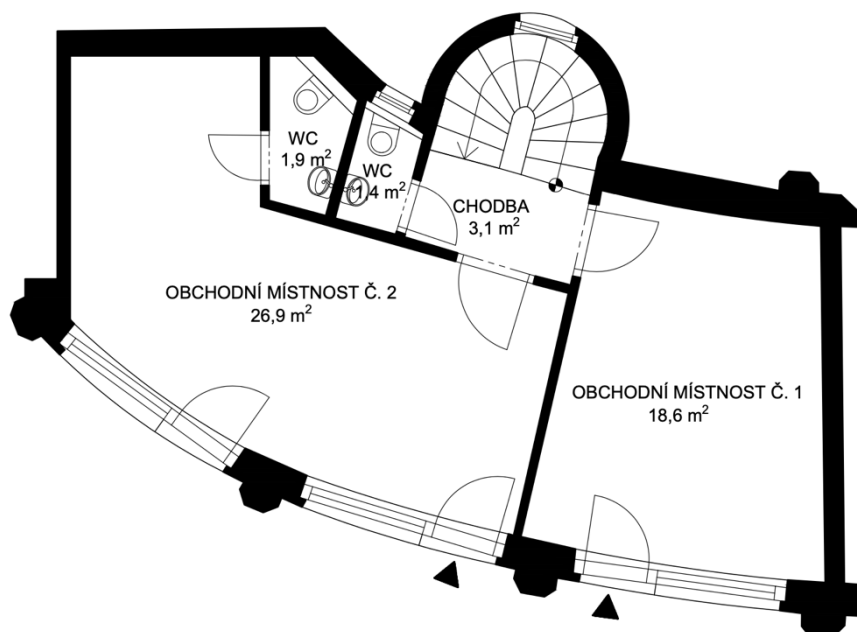 WC
1,9 m²
WC
1,4 m²
CHODBA
3,1 m²
OBCHODNÍ MÍSTNOST Č. 2
26,9 m²
OBCHODNÍ MÍSTNOST Č. 1
18,6 m²